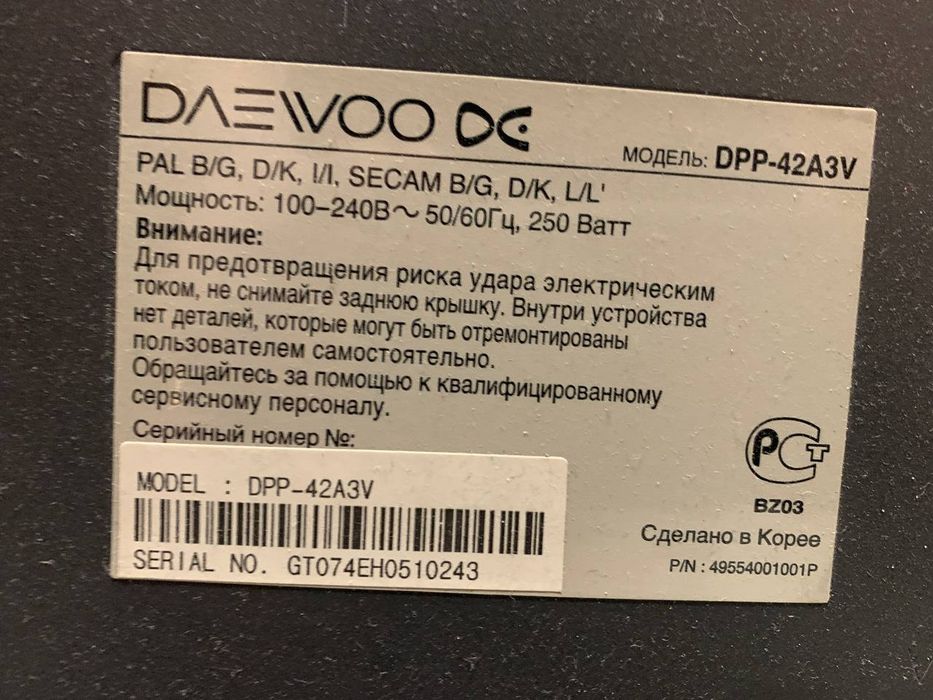 DAEWOO
МОДЕЛЬ: DPP-42A3V
PAL B/G, D/K, I/I, SECAM B/G, D/K, L/L'
Мощность: 100–240В～ 50/60Гц, 250 Ватт
Внимание:
Для предотвращения риска удара электрическим
током, не снимайте заднюю крышку. Внутри устройства
нет деталей, которые могут быть отремонтированы
пользователем самостоятельно.
Обращайтесь за помощью к квалифицированному
сервисному персоналу.
Серийный номер №:
MODEL : DPP-42A3V
SERIAL NO. GT074EH0510243
РСТ
BZ03
Сделано в Корее
P/N : 49554001001P